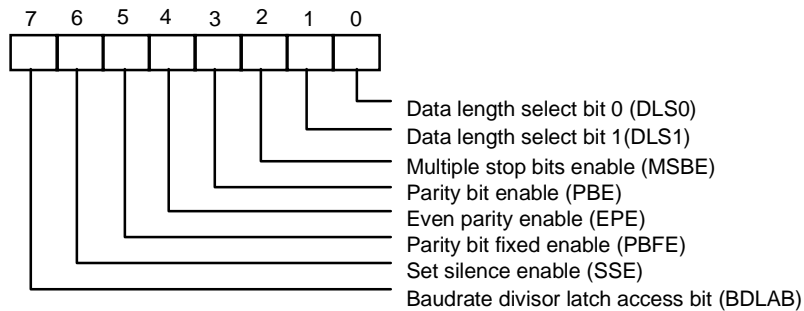 7 6 5 4 3 2 1 0
Data length select bit 0 (DLS0)
Data length select bit 1(DLS1)
Multiple stop bits enable (MSBE)
Parity bit enable (PBE)
Even parity enable (EPE)
Parity bit fixed enable (PBFE)
Set silence enable (SSE)
Baudrate divisor latch access bit (BDLAB)